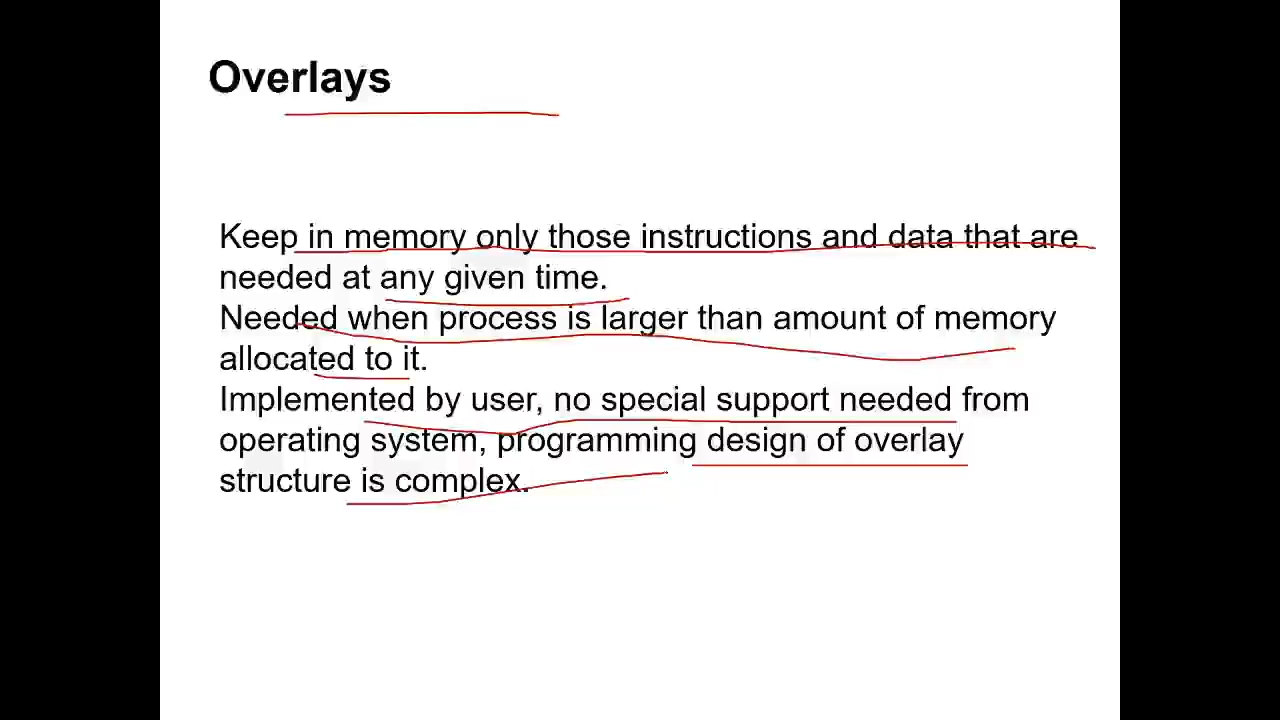 Overlays
Keep in memory only those instructions and data that are
needed at any given time.
Needed when process is larger than amount of memory
allocated to it.
Implemented by user, no special support needed from
operating system, programming design of overlay
structure is complex.